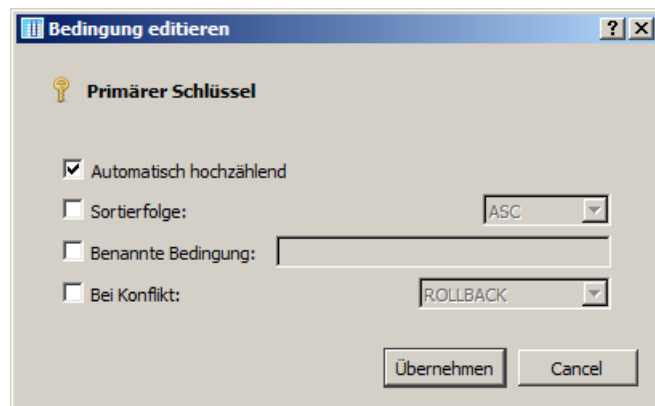 Bedingung editieren
Primärer Schlüssel
Automatisch hochzählend
Sortierfolge: ASC
Benannte Bedingung:
Bei Konflikt: ROLLBACK
Übernehmen Cancel